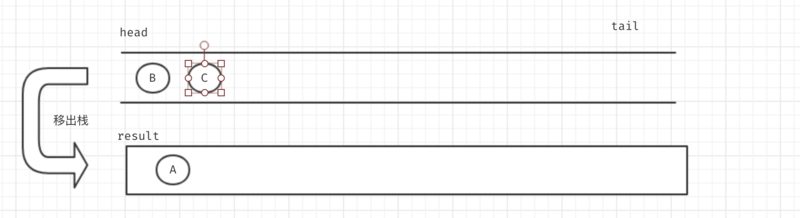 head
tail
B
C
移出栈
result
A